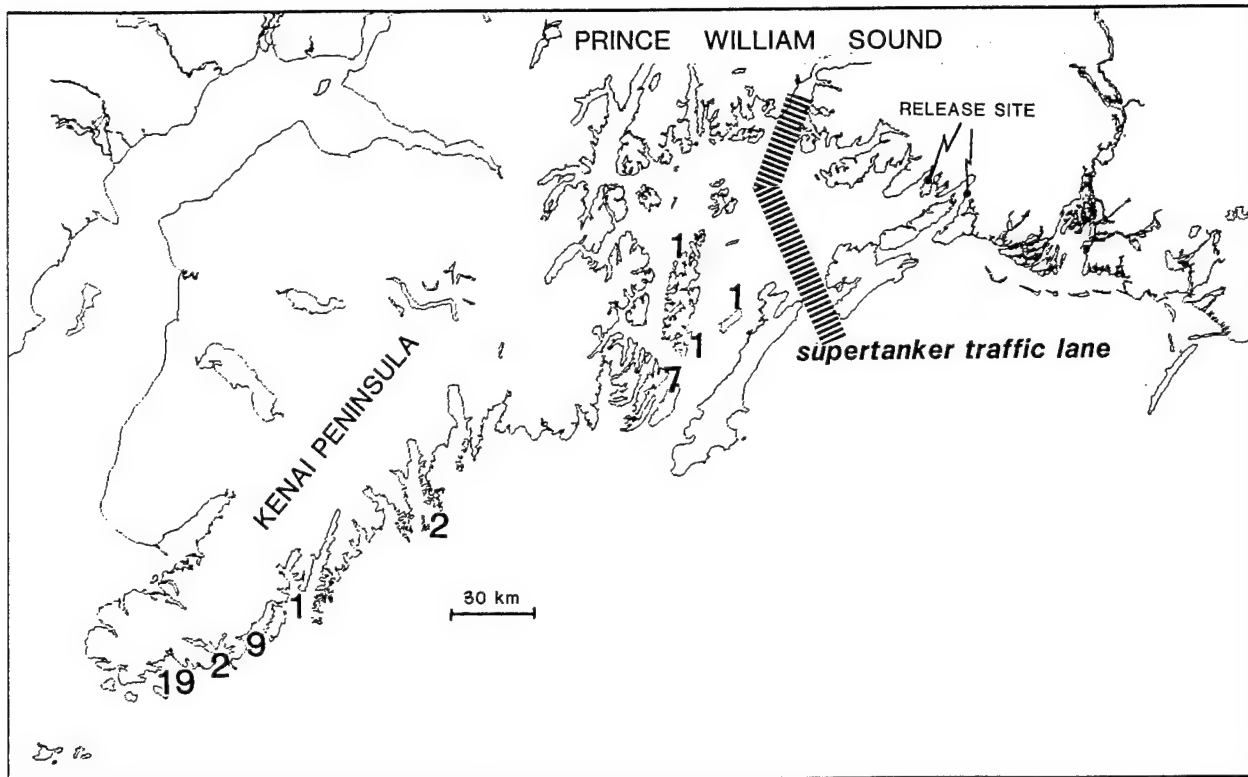 PRINCE WILLIAM SOUND
RELEASE SITE
1
1
1
supertanker traffic lane
7
KENAI PENINSULA
2
30 km
1
9
2
19